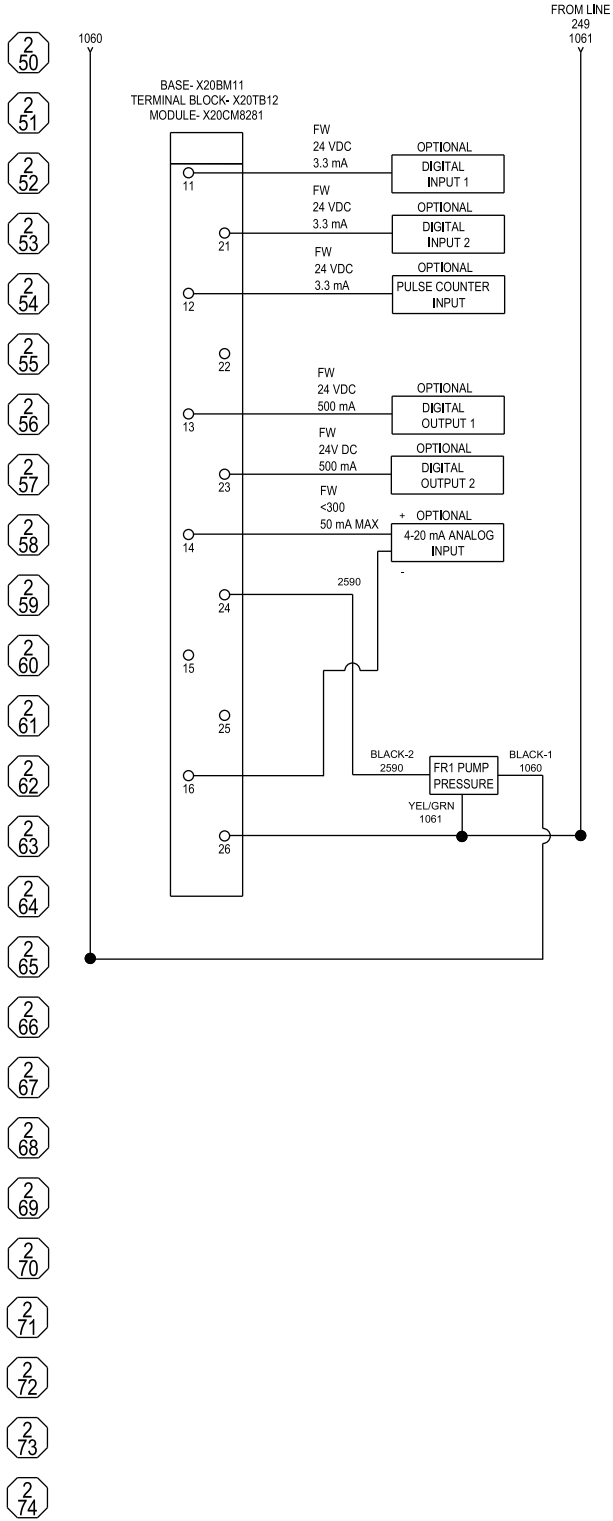 FROM LINE
249
1061
1060
2
50
BASE- X20BM11
TERMINAL BLOCK- X20TB12
MODULE- X20CM8281
2
51
FW
24 VDC
3.3 mA
OPTIONAL
DIGITAL
INPUT 1
2
52
11
FW
24 VDC
3.3 mA
OPTIONAL
DIGITAL
INPUT 2
2
53
21
FW
24 VDC
3.3 mA
OPTIONAL
PULSE COUNTER
INPUT
2
54
12
2
55
22
FW
24 VDC
500 mA
OPTIONAL
DIGITAL
OUTPUT 1
2
56
13
FW
24V DC
500 mA
OPTIONAL
DIGITAL
OUTPUT 2
2
57
23
FW
<300
50 mA MAX
+ OPTIONAL
4-20 mA ANALOG
INPUT
-
2
58
14
2
59
24
2590
2
60
15
2
61
25
2
62
16
BLACK-2
2590
FR1 PUMP
PRESSURE
BLACK-1
1060
YEL/GRN
1061
2
63
26
2
64
2
65
2
66
2
67
2
68
2
69
2
70
2
71
2
72
2
73
2
74